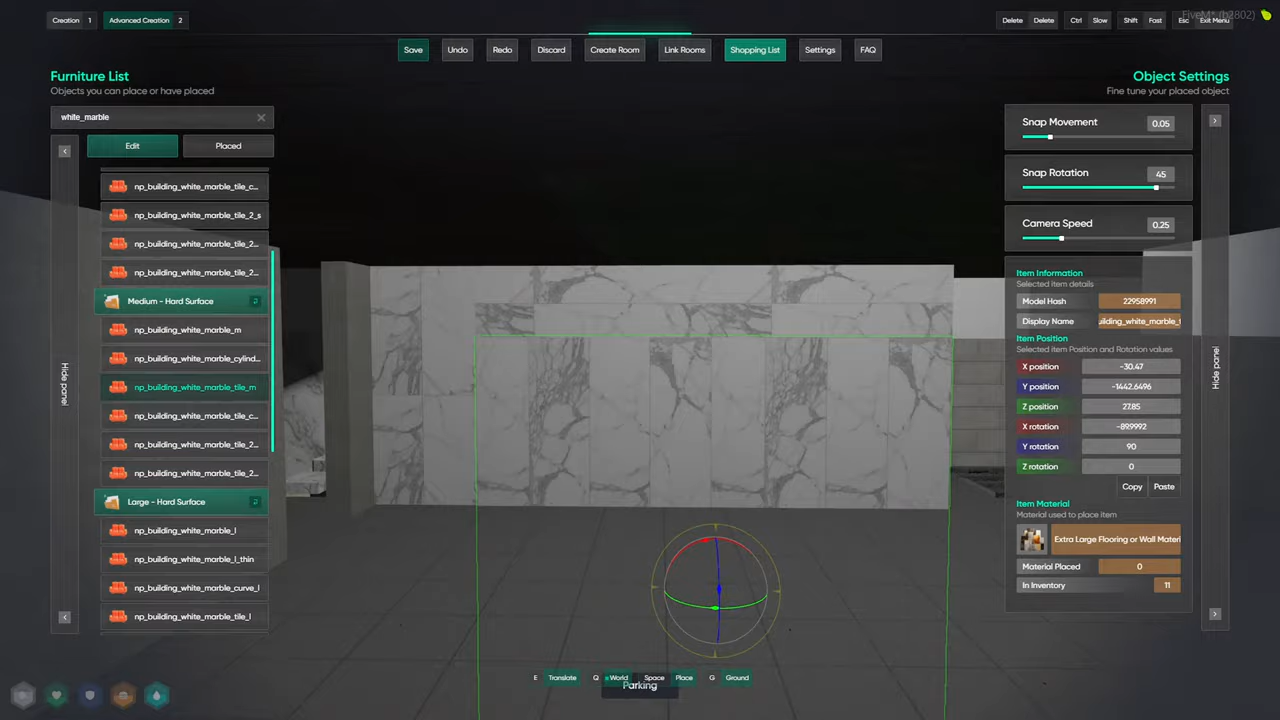 Creation 1
Advanced Creation 2
Delete Delete Ctrl Slow Shift Fast Esc Exit Menu
FiveM* (b2802)
Save Undo Redo Discard Create Room Link Rooms Shopping List Settings FAQ
Furniture List
Objects you can place or have placed
white_marble
Edit Placed
np_building_white_marble_tile_c...
np_building_white_marble_tile_2_s
np_building_white_marble_tile_2...
np_building_white_marble_tile_2...
Medium - Hard Surface
np_building_white_marble_m
np_building_white_marble_cylind...
np_building_white_marble_tile_m
np_building_white_marble_tile_c...
np_building_white_marble_tile_2...
np_building_white_marble_tile_2...
Large - Hard Surface
np_building_white_marble_l
np_building_white_marble_l_thin
np_building_white_marble_curve_l
np_building_white_marble_tile_l
Hide panel
Object Settings
Fine tune your placed object
Snap Movement 0.05
Snap Rotation 45
Camera Speed 0.25
Item Information
Selected item details
Model Hash 22958991
Display Name uilding_white_marble_t
Item Position
Selected item Position and Rotation values
X position -30.47
Y position -1442.6496
Z position 27.85
X rotation -89.9992
Y rotation 90
Z rotation 0
Copy Paste
Item Material
Material used to place item
Extra Large Flooring or Wall Materi
Material Placed 0
In Inventory 11
Hide panel
E Translate Q World Space Place G Ground
Parking